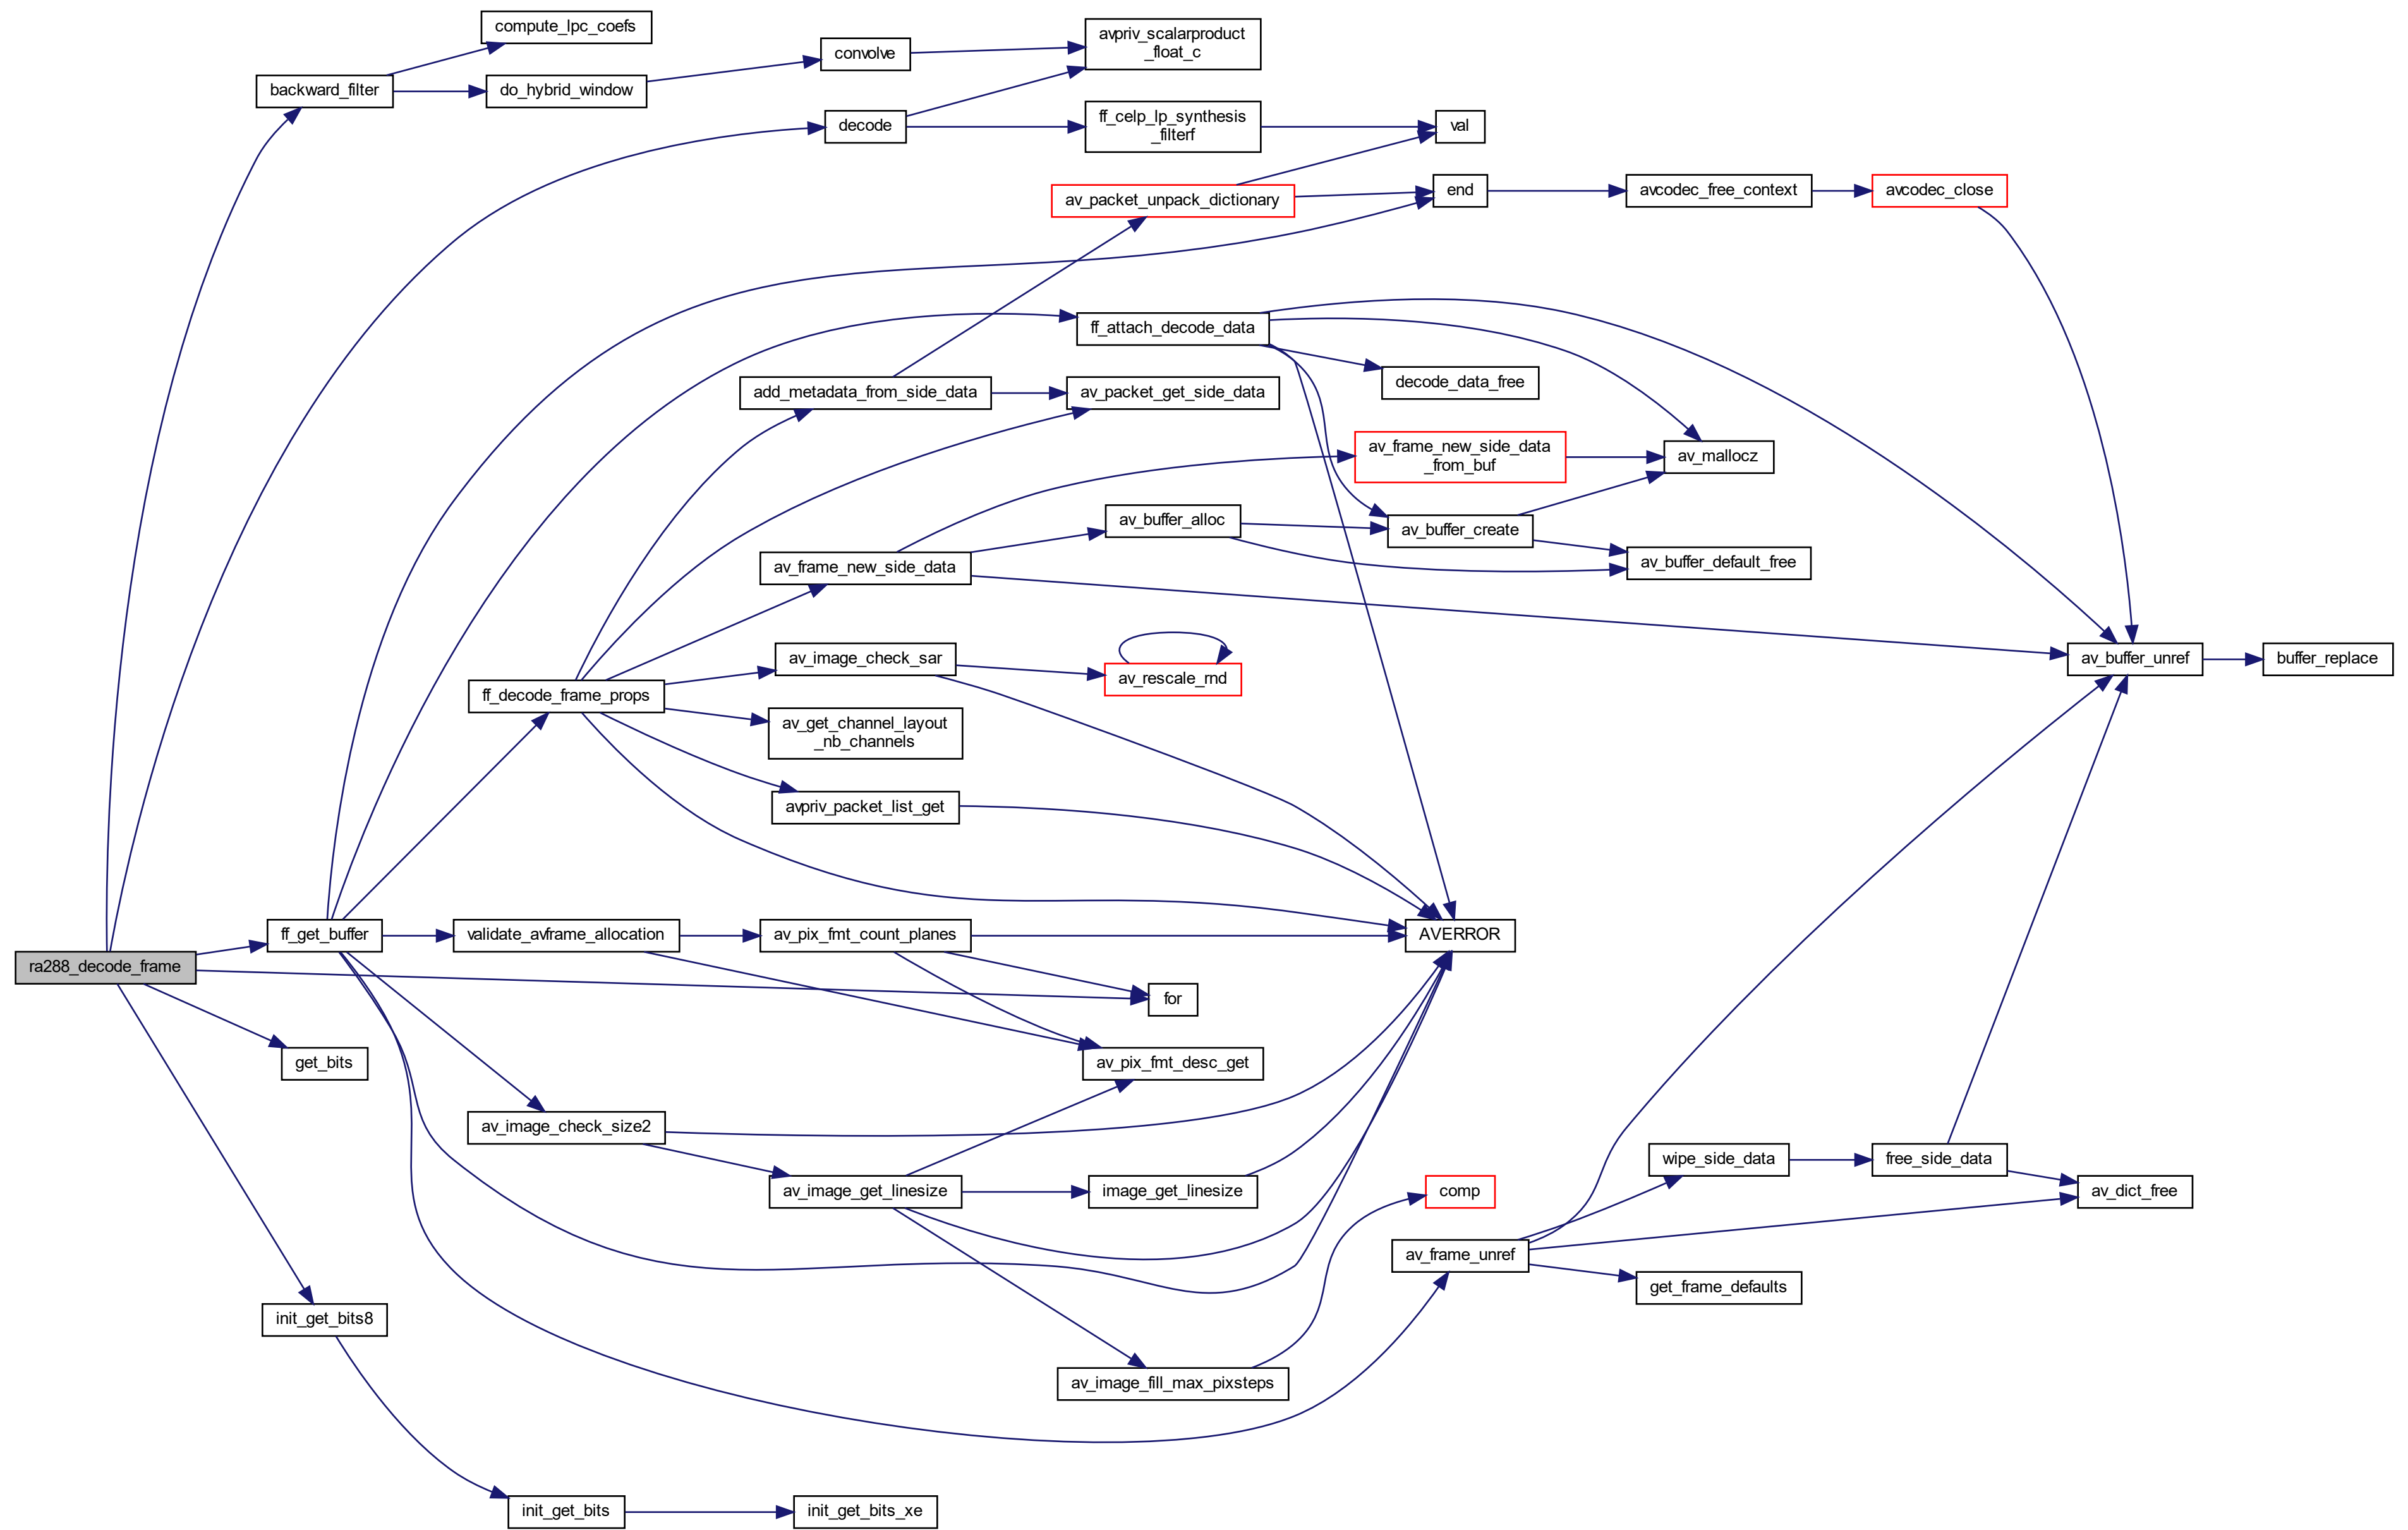 compute_lpc_coefs
avpriv_scalarproduct
_float_c
convolve
backward_filter
do_hybrid_window
decode
ff_celp_lp_synthesis
_filterf
val
av_packet_unpack_dictionary
end
avcodec_free_context
avcodec_close
ff_attach_decode_data
decode_data_free
add_metadata_from_side_data
av_packet_get_side_data
av_frame_new_side_data
_from_buf
av_mallocz
av_buffer_alloc
av_buffer_create
av_frame_new_side_data
av_buffer_default_free
av_image_check_sar
av_rescale_rnd
av_buffer_unref
buffer_replace
ff_decode_frame_props
av_get_channel_layout
_nb_channels
avpriv_packet_list_get
ff_get_buffer
validate_avframe_allocation
av_pix_fmt_count_planes
AVERROR
ra288_decode_frame
for
get_bits
av_pix_fmt_desc_get
av_image_check_size2
wipe_side_data
free_side_data
av_image_get_linesize
image_get_linesize
comp
av_dict_free
av_frame_unref
get_frame_defaults
init_get_bits8
av_image_fill_max_pixsteps
init_get_bits
init_get_bits_xe